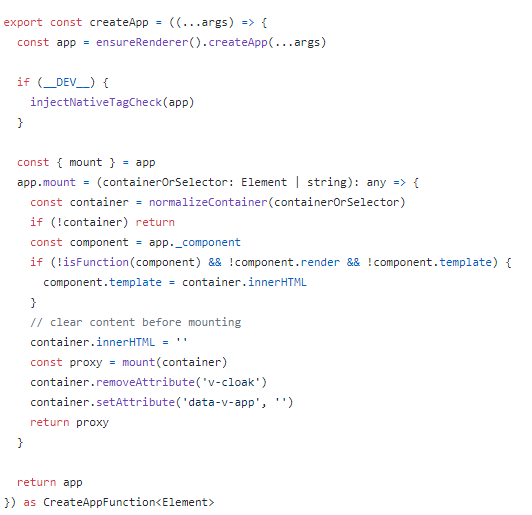 export const createApp = ((...args) => {
  const app = ensureRenderer().createApp(...args)

  if (__DEV__) {
    injectNativeTagCheck(app)
  }

  const { mount } = app
  app.mount = (containerOrSelector: Element | string): any => {
    const container = normalizeContainer(containerOrSelector)
    if (!container) return
    const component = app._component
    if (!isFunction(component) && !component.render && !component.template) {
      component.template = container.innerHTML
    }
    // clear content before mounting
    container.innerHTML = ''
    const proxy = mount(container)
    container.removeAttribute('v-cloak')
    container.setAttribute('data-v-app', '')
    return proxy
  }

  return app
}) as CreateAppFunction<Element>